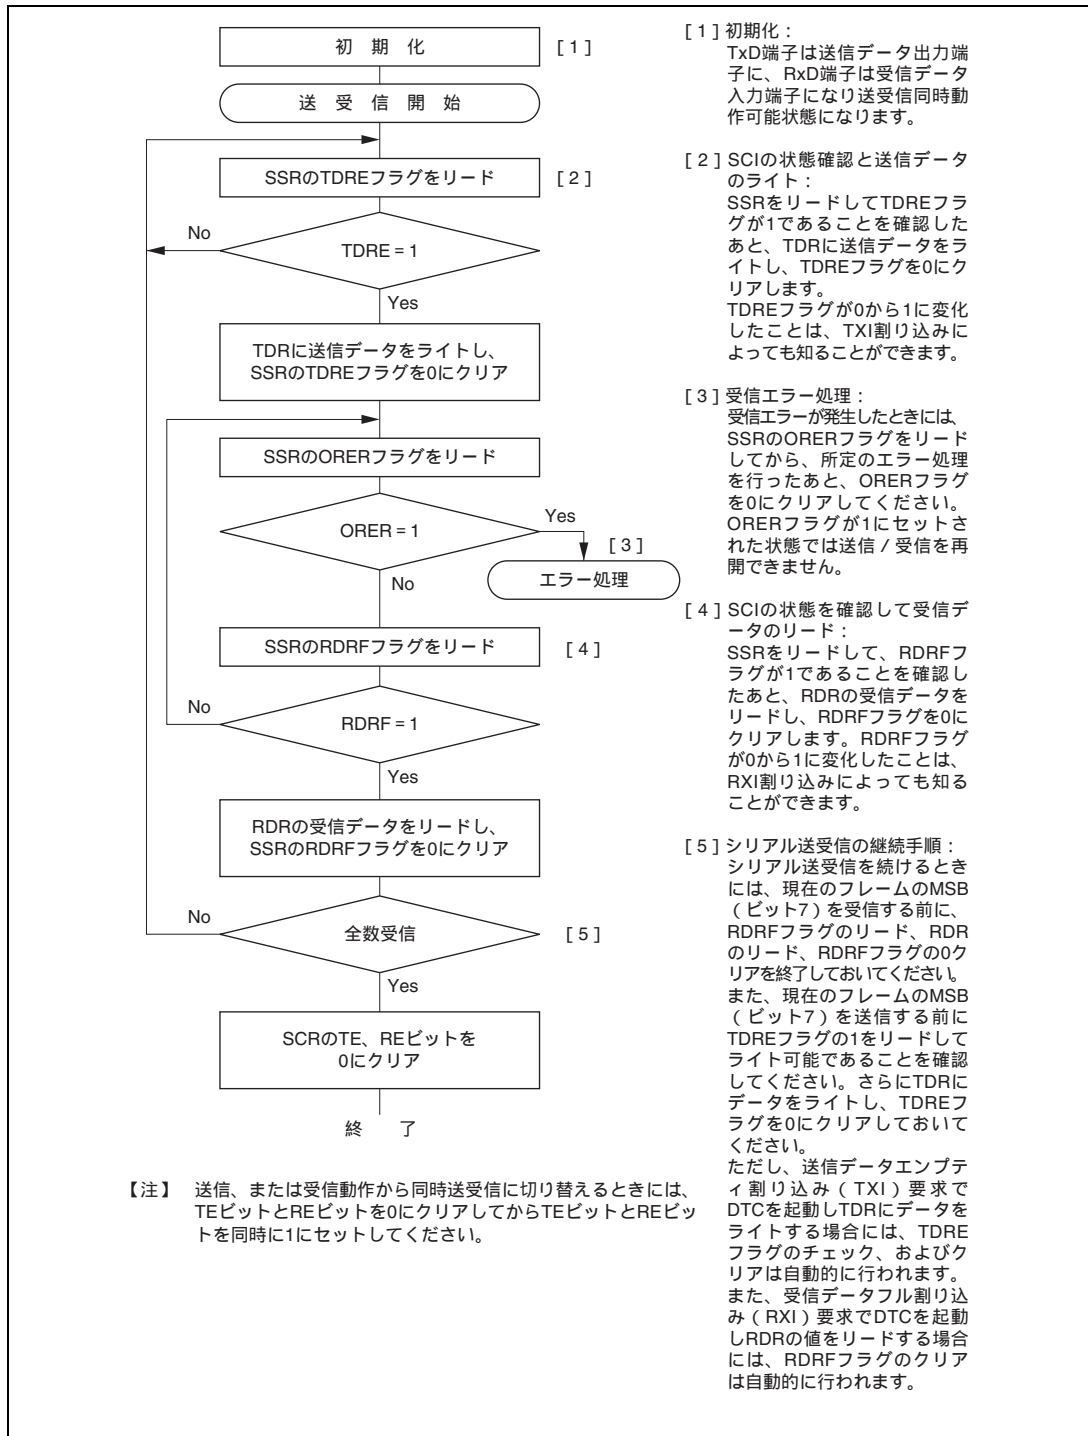 初 期 化 [ 1 ]
送 受 信 開 始
SSRのTDREフラグをリード [ 2 ]
No
TDRE = 1
Yes
TDRに送信データをライトし、
SSRのTDREフラグを0にクリア
SSRのORERフラグをリード
ORER = 1
Yes
[ 3 ]
エラー処理
No
SSRのRDRFフラグをリード [ 4 ]
No
RDRF = 1
Yes
RDRの受信データをリードし、
SSRのRDRFフラグを0にクリア
No
全数受信 [ 5 ]
Yes
SCRのTE、REビットを
0にクリア
終 了
【注】 送信、または受信動作から同時送受信に切り替えるときには、
TEビットとREビットを0にクリアしてからTEビットとREビッ
トを同時に1にセットしてください。
[ 1 ] 初期化：
TxD端子は送信データ出力端
子に、RxD端子は受信データ
入力端子になり送受信同時動
作可能状態になります。
[ 2 ] SCIの状態確認と送信データ
のライト：
SSRをリードしてTDREフラ
グが1であることを確認した
あと、TDRに送信データをラ
イトし、TDREフラグを0にク
リアします。
TDREフラグが0から1に変化
したことは、TXI割り込みに
よっても知ることができます。
[ 3 ] 受信エラー処理：
受信エラーが発生したときには、
SSRのORERフラグをリード
してから、所定のエラー処理
を行ったあと、ORERフラグ
を0にクリアしてください。
ORERフラグが1にセットさ
れた状態では送信／受信を再
開できません。
[ 4 ] SCIの状態を確認して受信デ
ータのリード：
SSRをリードして、RDRFフ
ラグが1であることを確認し
たあと、RDRの受信データを
リードし、RDRFフラグを0に
クリアします。RDRFフラグ
が0から1に変化したことは、
RXI割り込みによっても知る
ことができます。
[ 5 ] シリアル送受信の継続手順：
シリアル送受信を続けるとき
には、現在のフレームのMSB
（ビット7）を受信する前に、
RDRFフラグのリード、RDR
のリード、RDRFフラグの0ク
リアを終了しておいてください。
また、現在のフレームのMSB
（ビット7）を送信する前に
TDREフラグの1をリードして
ライト可能であることを確認
してください。さらにTDRに
データをライトし、TDREフ
ラグを0にクリアしておいて
ください。
ただし、送信データエンプテ
ィ割り込み（TXI）要求で
DTCを起動しTDRにデータを
ライトする場合には、TDRE
フラグのチェック、およびク
リアは自動的に行われます。
また、受信データフル割り込
み（RXI）要求でDTCを起動
しRDRの値をリードする場合
には、RDRFフラグのクリア
は自動的に行われます。